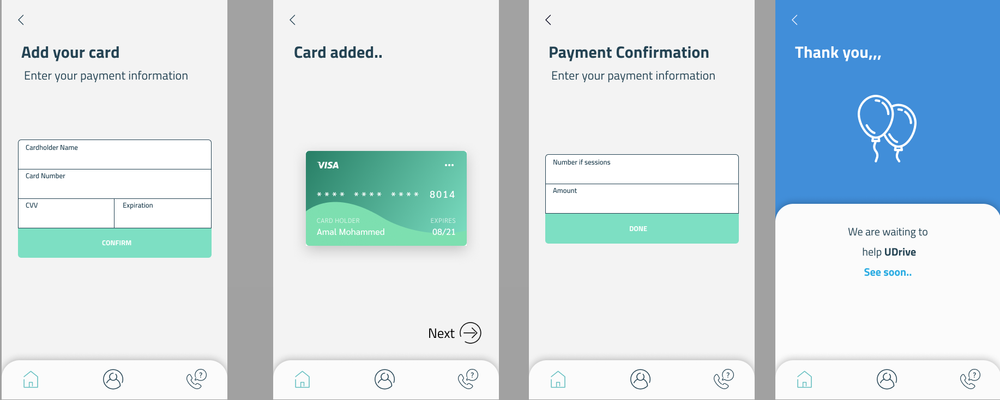 Add your card
Enter your payment information
Cardholder Name
Card Number
CVV Expiration
CONFIRM
Card added..
VISA
**** **** **** 8014
CARD HOLDER EXPIRES
Amal Mohammed 08/21
Next
?
?
Payment Confirmation
Enter your payment information
Number if sessions
Amount
DONE
?
Thank you,,,
We are waiting to
help UDrive
See soon..
?